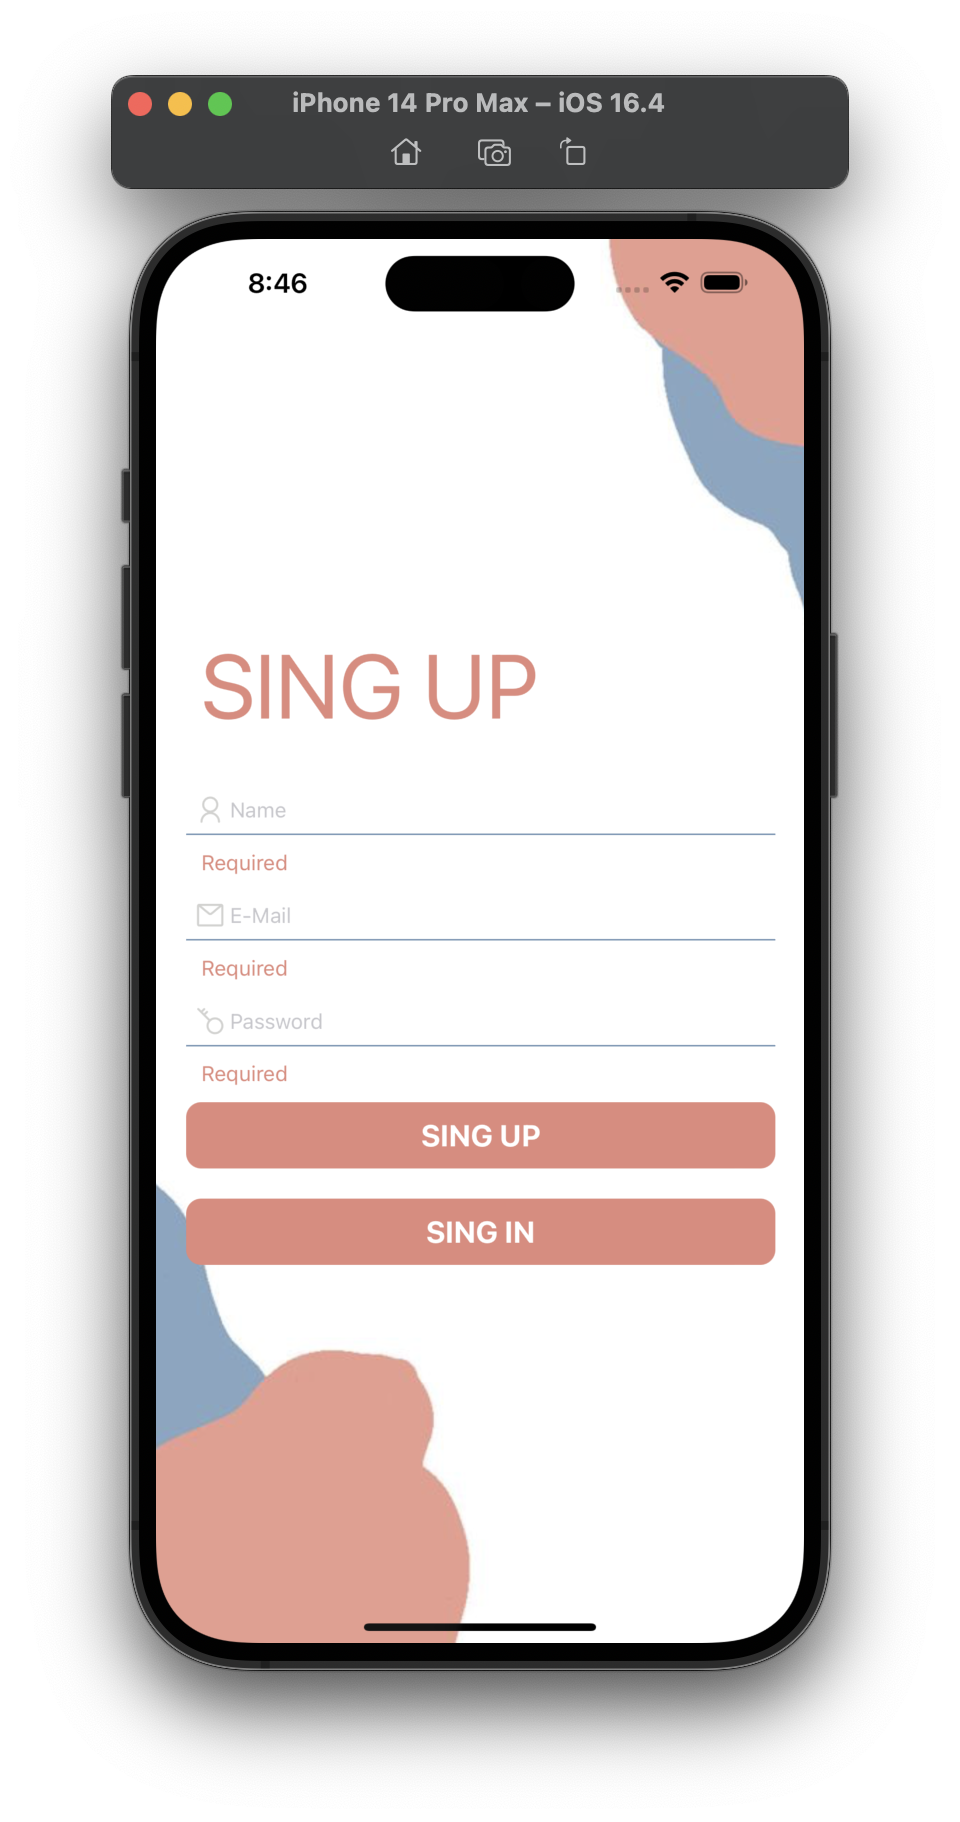 iPhone 14 Pro Max – iOS 16.4
8:46
SING UP
Name
Required
E-Mail
Required
Password
Required
SING UP
SING IN